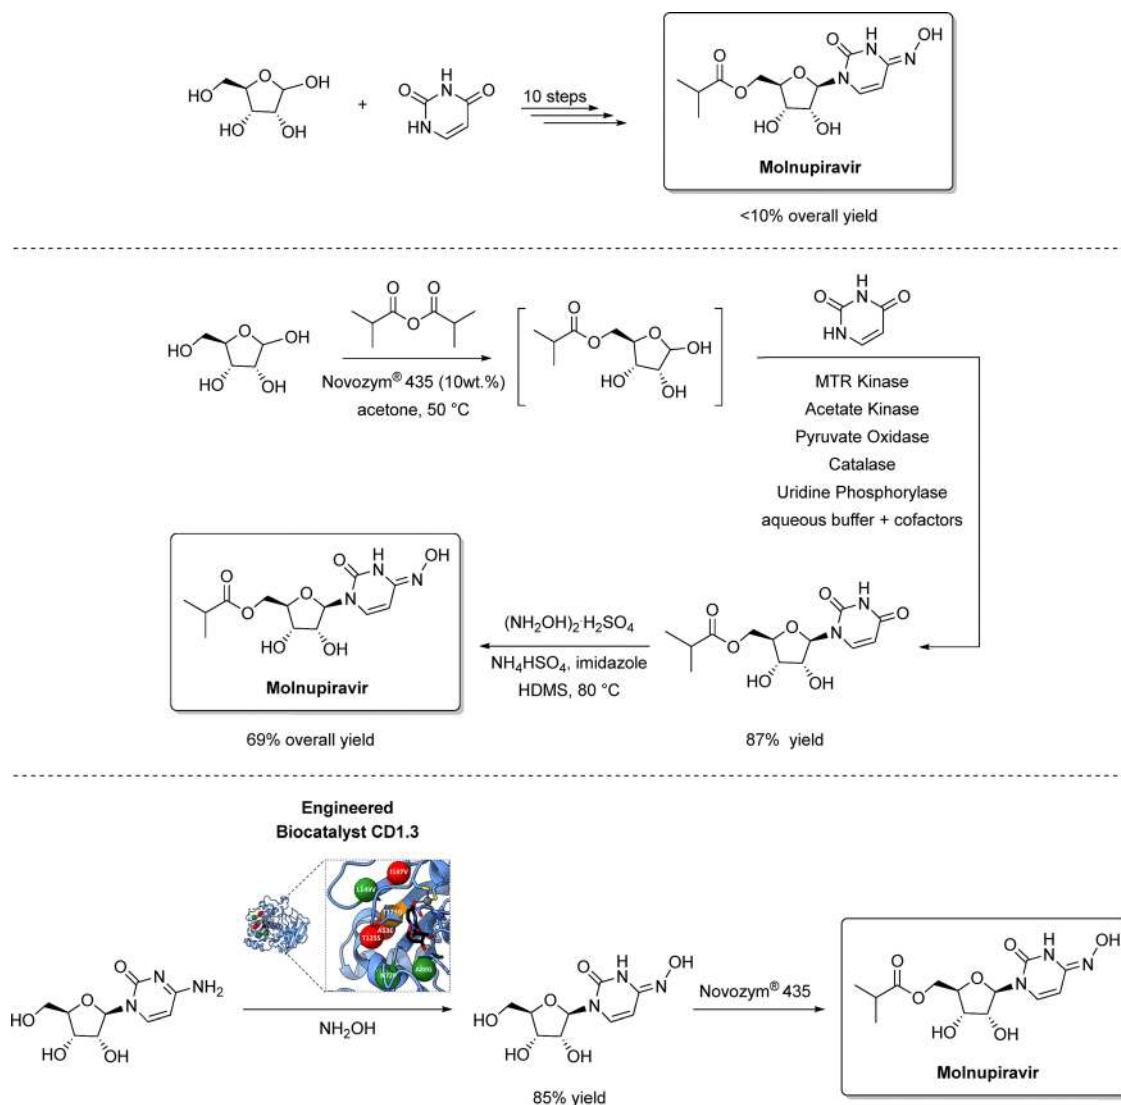 10 steps
Molnupiravir
<10% overall yield
Novozym® 435 (10wt.%)
acetone, 50 °C
MTR Kinase
Acetate Kinase
Pyruvate Oxidase
Catalase
Uridine Phosphorylase
aqueous buffer + cofactors
(NH2OH)2·H2SO4
NH4HSO4, imidazole
HDMS, 80 °C
Molnupiravir
69% overall yield
87% yield
Engineered
Biocatalyst CD1.3
NH2OH
85% yield
Novozym® 435
Molnupiravir